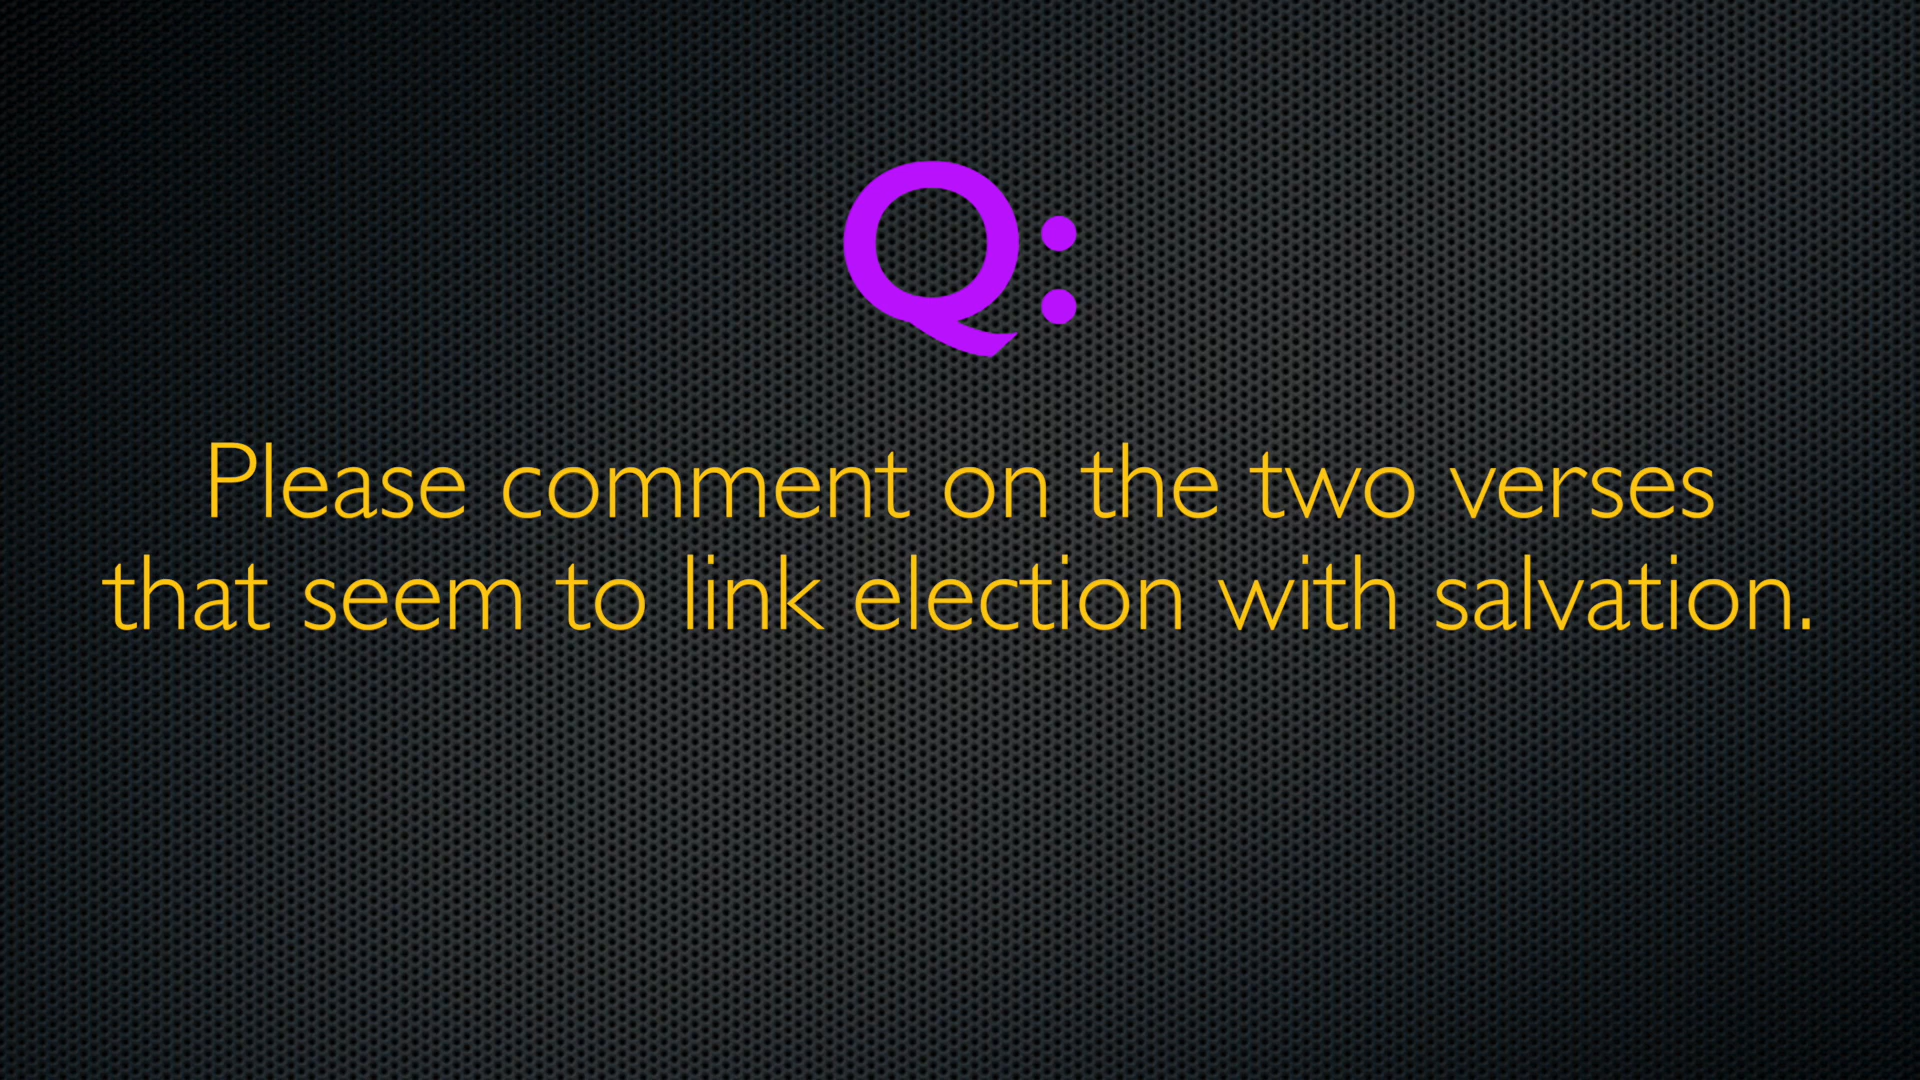 Q:
Please comment on the two verses
that seem to link election with salvation.